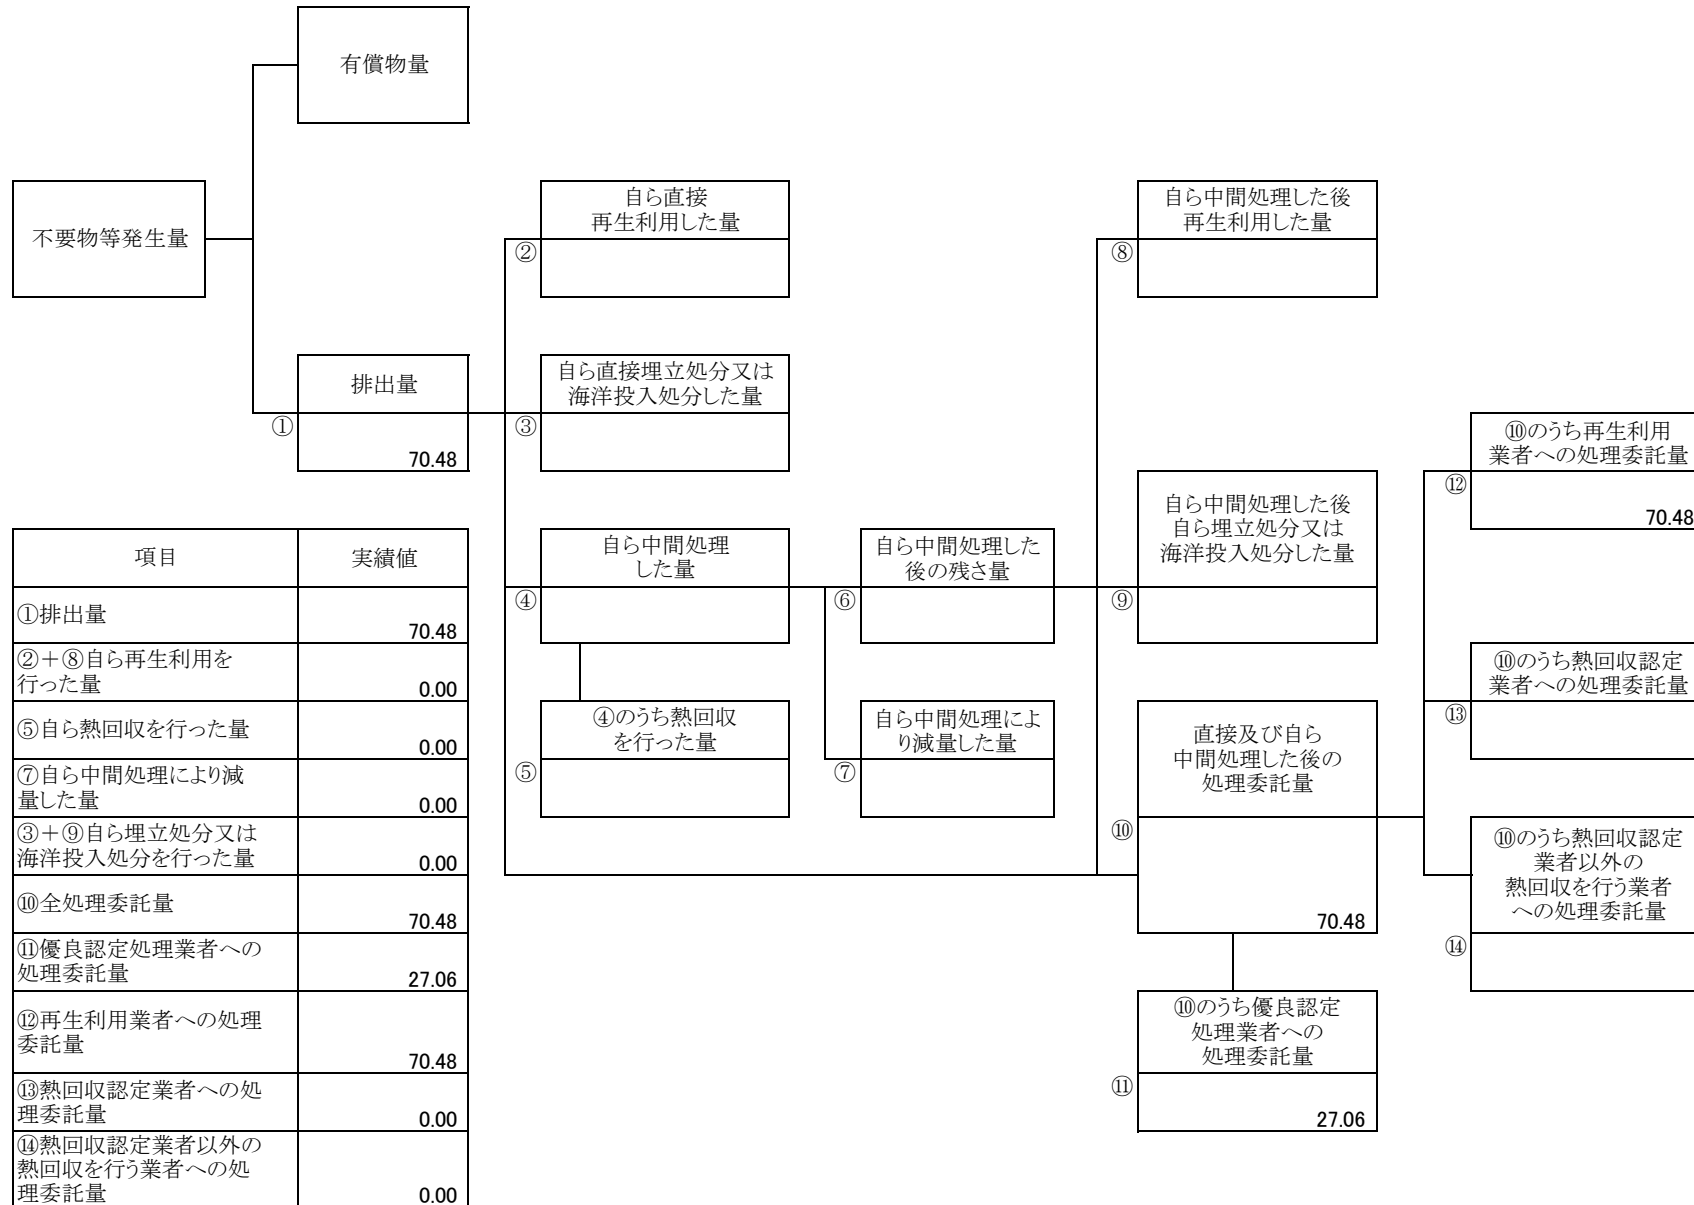 有償物量
不要物等発生量
自ら直接
再生利用した量
②
自ら中間処理した後
再生利用した量
⑧
排出量
①
70.48
自ら直接埋立処分又は
海洋投入処分した量
③
⑩のうち再生利用
業者への処理委託量
⑫
70.48
自ら中間処理
した量
④
自ら中間処理した
後の残さ量
⑥
自ら中間処理した後
自ら埋立処分又は
海洋投入処分した量
⑨
⑩のうち熱回収認定
業者への処理委託量
⑬
④のうち熱回収
を行った量
⑤
自ら中間処理によ
り減量した量
⑦
直接及び自ら
中間処理した後の
処理委託量
⑩
70.48
⑩のうち熱回収認定
業者以外の
熱回収を行う業者
への処理委託量
⑭
⑩のうち優良認定
処理業者への
処理委託量
⑪
27.06
項目 実績値
①排出量
70.48
②＋⑧自ら再生利用を
行った量 0.00
⑤自ら熱回収を行った量
0.00
⑦自ら中間処理により減
量した量 0.00
③＋⑨自ら埋立処分又は
海洋投入処分を行った量 0.00
⑩全処理委託量
70.48
⑪優良認定処理業者への
処理委託量 27.06
⑫再生利用業者への処理
委託量
70.48
⑬熱回収認定業者への処
理委託量 0.00
⑭熱回収認定業者以外の
熱回収を行う業者への処
理委託量 0.00